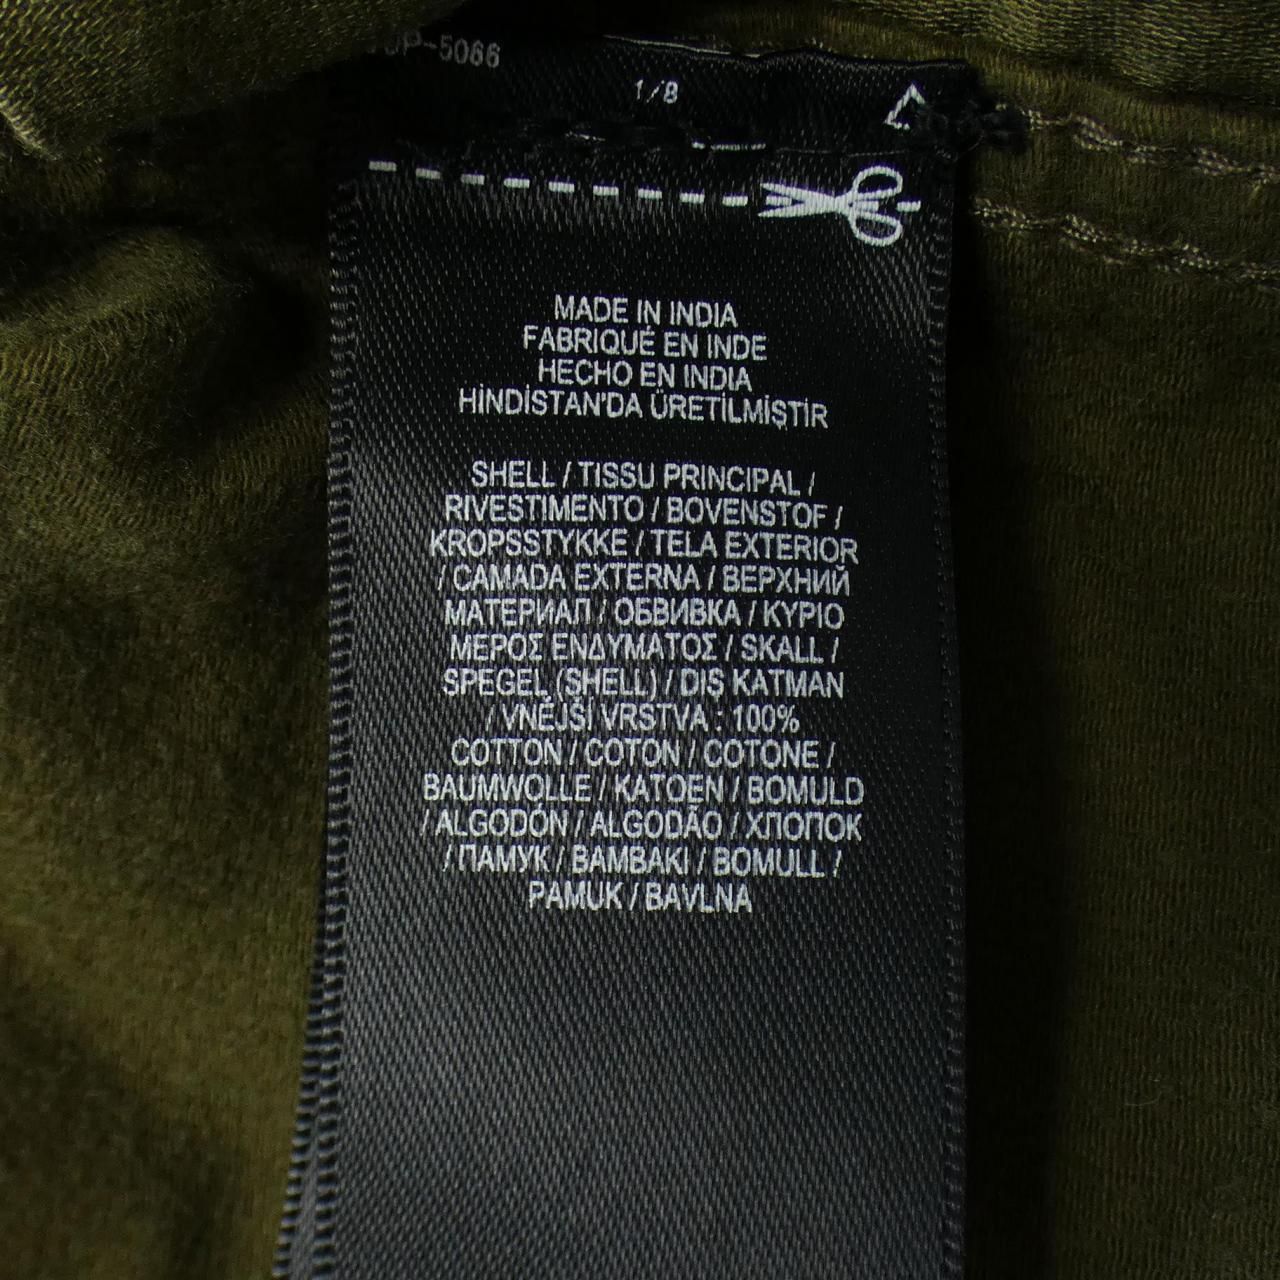 P-5066
1/8
MADE IN INDIA
FABRIQUÉ EN INDE
HECHO EN INDIA
HİNDİSTAN'DA ÜRETİLMİŞTİR
SHELL / TISSU PRINCIPAL /
RIVESTIMENTO / BOVENSTOF /
KROPSSTYKKE / TELA EXTERIOR
/ CAMADA EXTERNA / ВЕРХНИЙ
МАТЕРИАЛ / ОБВИВКА / ΚΥΡΙΟ
ΜΕΡΟΣ ΕΝΔΥΜΑΤΟΣ / SKALL /
SPEGEL (SHELL) / DIŞ KATMAN
/ VNĚJŠÍ VRSTVA : 100%
COTTON / COTON / COTONE /
BAUMWOLLE / KATOEN / BOMULD
/ ALGODÓN / ALGODÃO / ХЛОПОК
/ ПАМУК / ΒΑΜΒΑΚΙ / BOMULL /
PAMUK / BAVLNA